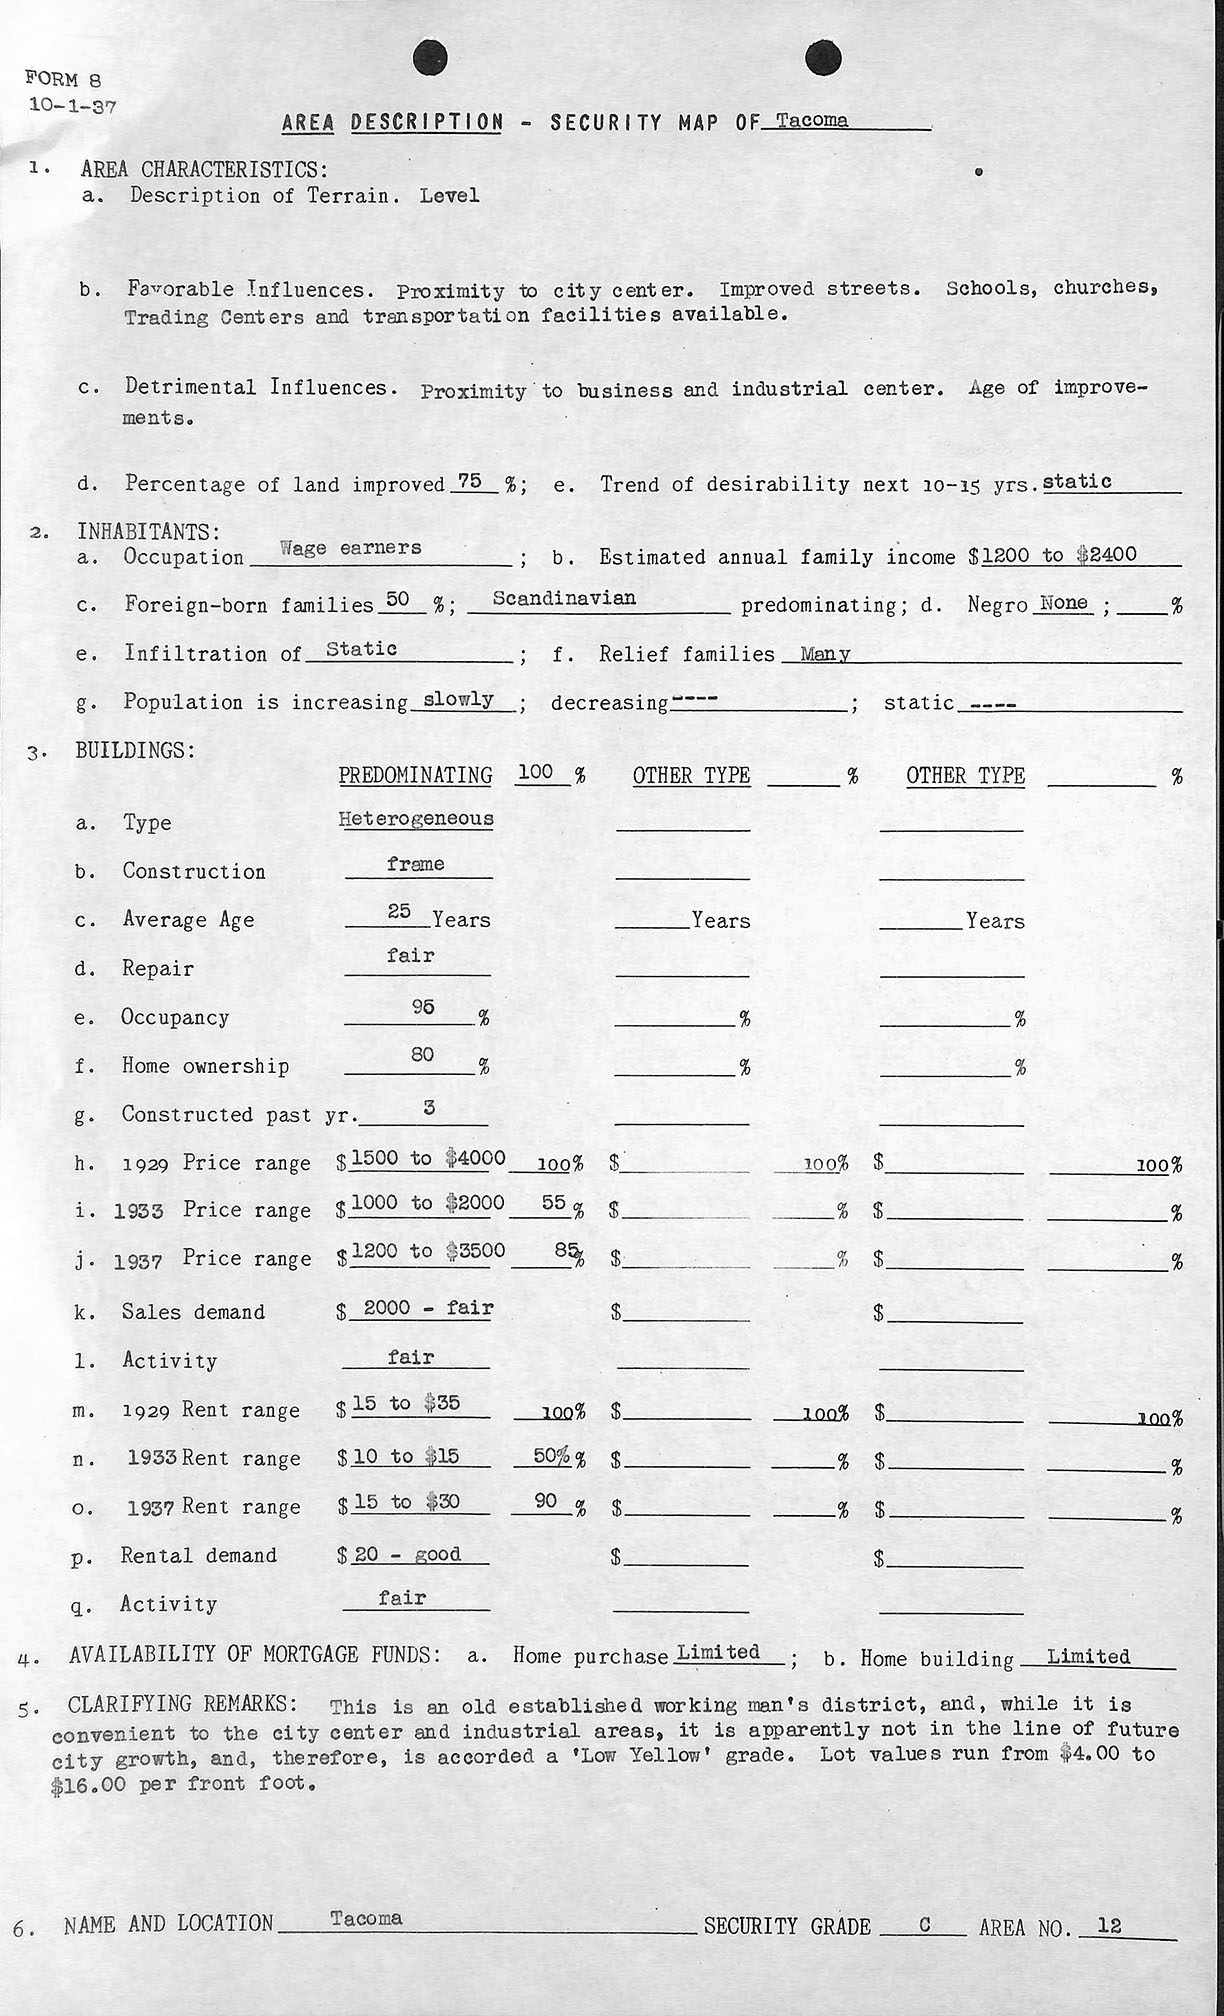 FORM 8
10-1-37
AREA DESCRIPTION - SECURITY MAP OF Tacoma
1. AREA CHARACTERISTICS:
a. Description of Terrain. Level
b. Favorable Influences. Proximity to city center. Improved streets. Schools, churches,
Trading Centers and transportation facilities available.
c. Detrimental Influences. Proximity to business and industrial center. Age of improve-
ments.
d. Percentage of land improved 75 %; e. Trend of desirability next 10-15 yrs. static
2. INHABITANTS:
a. Occupation Wage earners ; b. Estimated annual family income $1200 to $2400
c. Foreign-born families 50 %; Scandinavian predominating; d. Negro None ; %
e. Infiltration of Static ; f. Relief families Many
g. Population is increasing slowly ; decreasing ---- ; static ----
3. BUILDINGS:
PREDOMINATING 100 % OTHER TYPE % OTHER TYPE %
a. Type Heterogeneous
b. Construction frame
c. Average Age 25 Years Years Years
d. Repair fair
e. Occupancy 95 % % %
f. Home ownership 80 % % %
g. Constructed past yr. 3
h. 1929 Price range $1500 to $4000 100% $ 100% $ 100%
i. 1933 Price range $1000 to $2000 55 % $ % $ %
j. 1937 Price range $1200 to $3500 85% $ % $ %
k. Sales demand $ 2000 - fair $ $
l. Activity fair
m. 1929 Rent range $15 to $35 100% $ 100% $ 100%
n. 1933 Rent range $10 to $15 50% % $ % $ %
o. 1937 Rent range $15 to $30 90 % $ % $ %
p. Rental demand $20 - good $ $
q. Activity fair
4. AVAILABILITY OF MORTGAGE FUNDS: a. Home purchase Limited ; b. Home building Limited
5. CLARIFYING REMARKS: This is an old established working man's district, and, while it is
convenient to the city center and industrial areas, it is apparently not in the line of future
city growth, and, therefore, is accorded a 'Low Yellow' grade. Lot values run from $4.00 to
$16.00 per front foot.
6. NAME AND LOCATION Tacoma SECURITY GRADE C AREA NO. 12